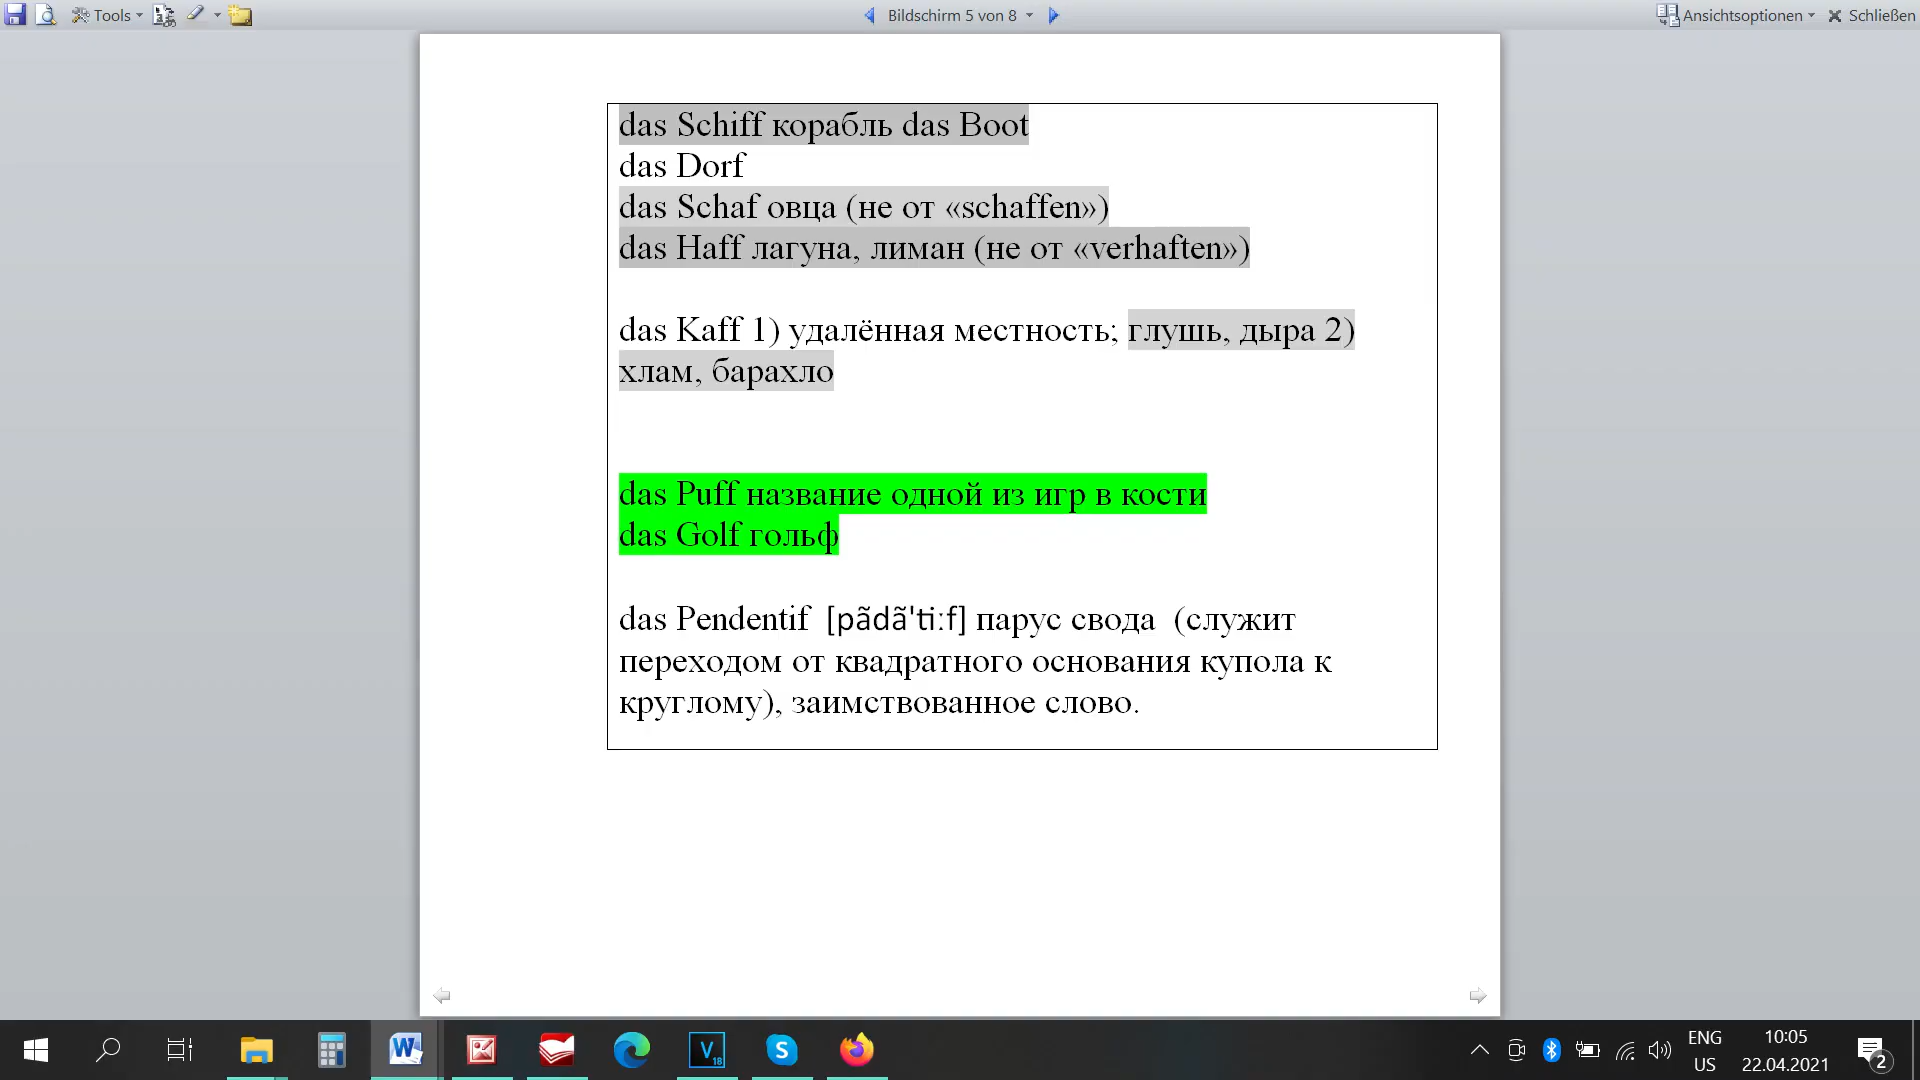 Tools
Bildschirm 5 von 8
Ansichtsoptionen
Schließen
das Schiff корабль das Boot
das Dorf
das Schaf овца (не от «schaffen»)
das Haff лагуна, лиман (не от «verhaften»)
das Kaff 1) удалённая местность; глушь, дыра 2)
хлам, барахло
das Puff название одной из игр в кости
das Golf гольф
das Pendentif [pãdã'ti:f] парус свода (служит
переходом от квадратного основания купола к
круглому), заимствованное слово.
W
V
18
S
ENG
US
10:05
22.04.2021
2